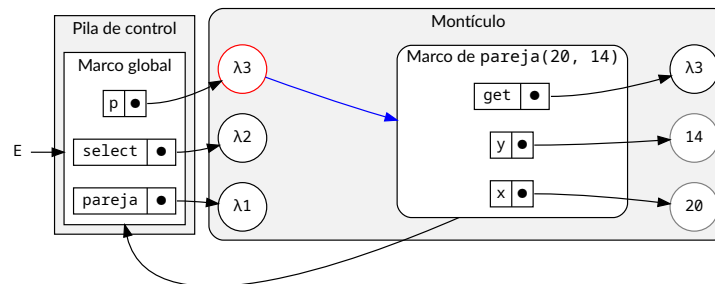 Pila de control
Montículo
Marco global
Marco de pareja(20, 14)
p
λ3
get
λ3
E
select
λ2
y
14
pareja
λ1
x
20